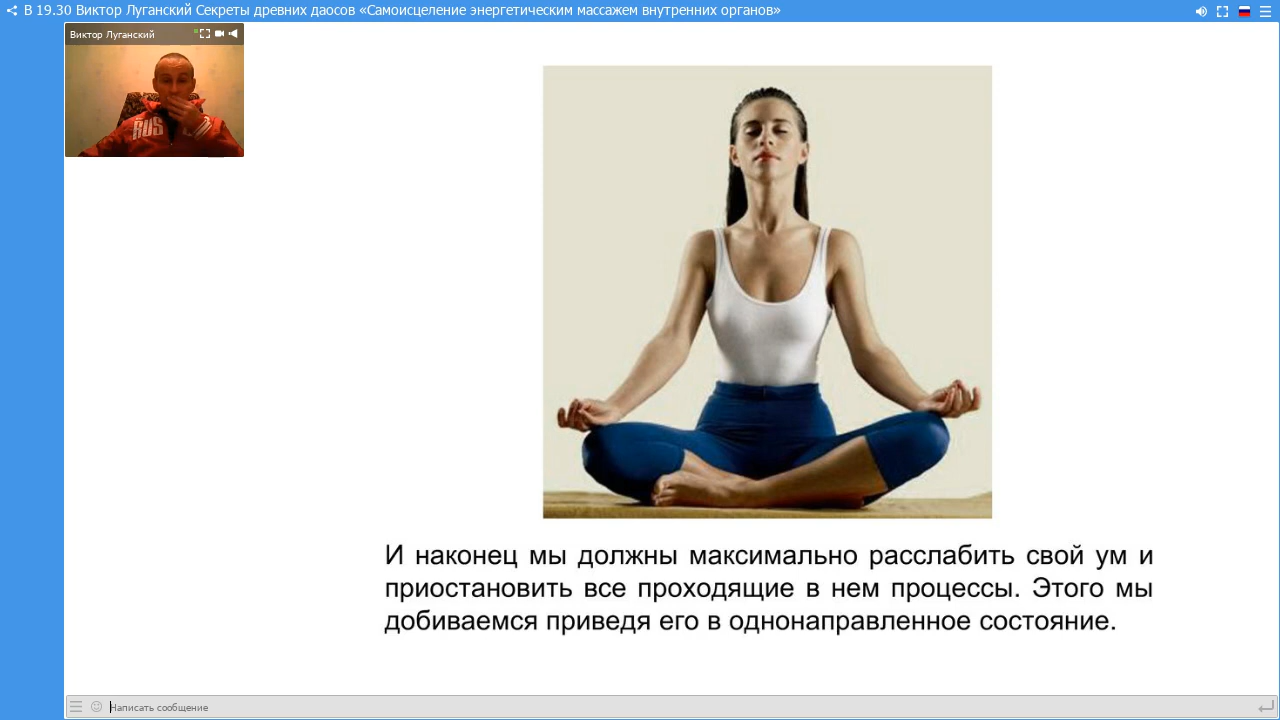 В 19.30 Виктор Луганский Секреты древних даосов «Самоисцеление энергетическим массажем внутренних органов»
Виктор Луганский
RUS
И наконец мы должны максимально расслабить свой ум и
приостановить все проходящие в нем процессы. Этого мы
добиваемся приведя его в однонаправленное состояние.
Написать сообщение